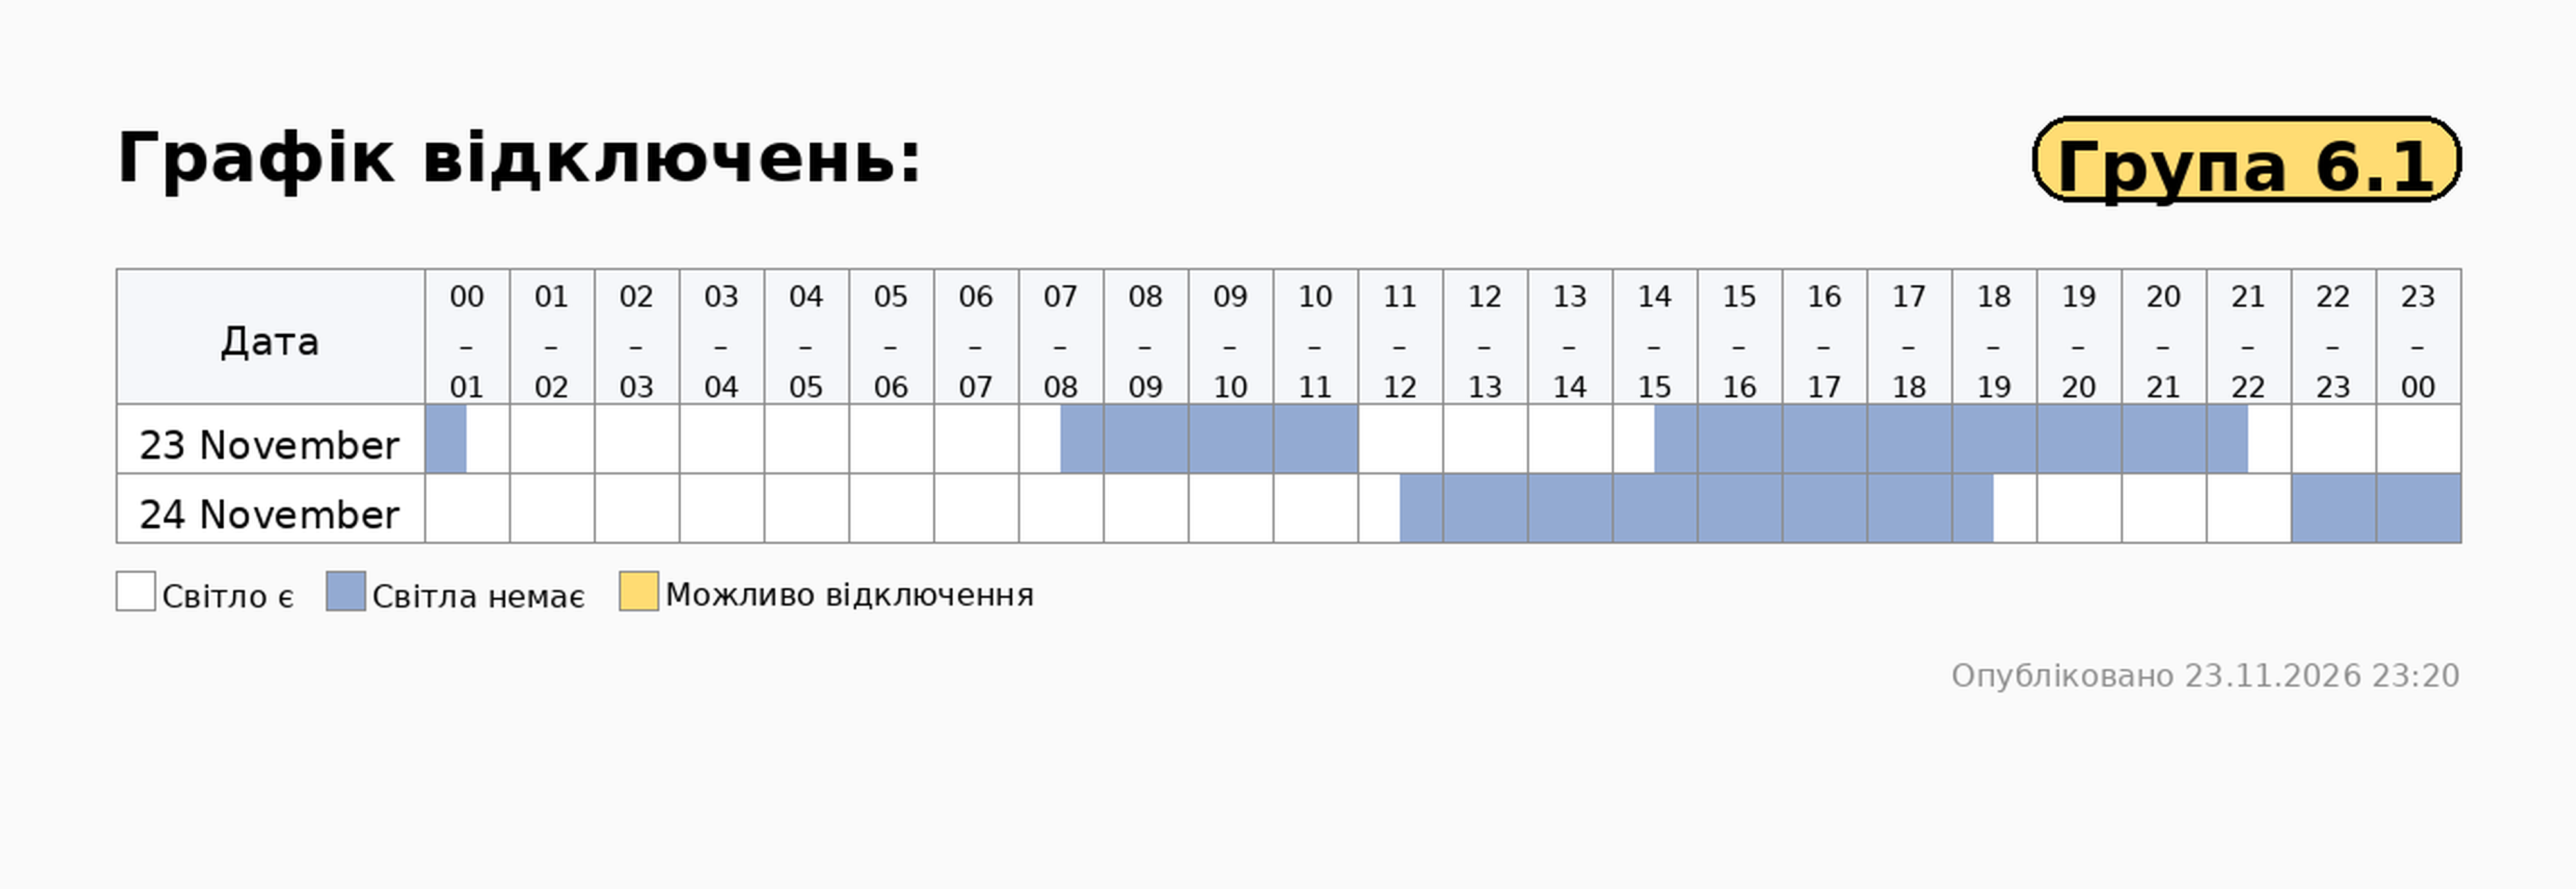 Графік відключень:
Група 6.1
Дата
00 – 01
01 – 02
02 – 03
03 – 04
04 – 05
05 – 06
06 – 07
07 – 08
08 – 09
09 – 10
10 – 11
11 – 12
12 – 13
13 – 14
14 – 15
15 – 16
16 – 17
17 – 18
18 – 19
19 – 20
20 – 21
21 – 22
22 – 23
23 – 00
23 November
24 November
Світло є
Світла немає
Можливо відключення
Опубліковано 23.11.2026 23:20